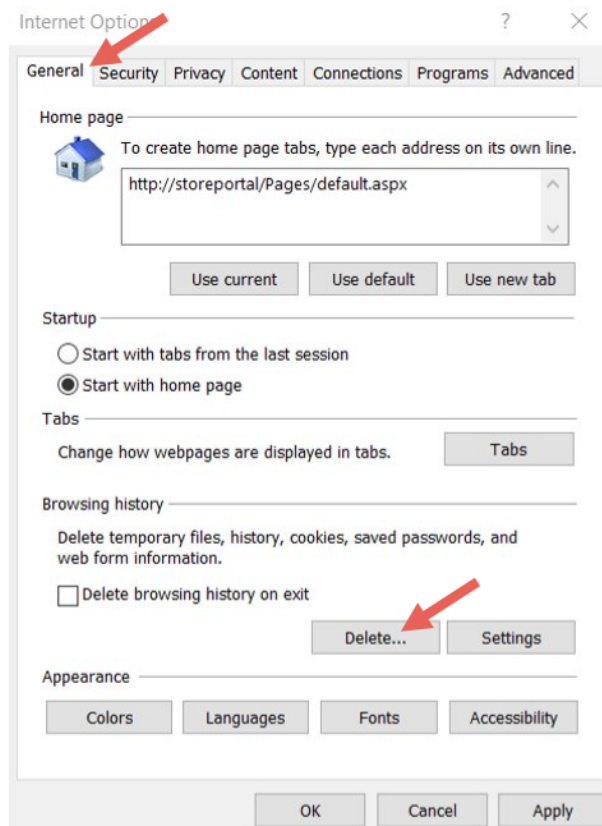 Internet Options ?
General Security Privacy Content Connections Programs Advanced
Home page
To create home page tabs, type each address on its own line.
http://storeportal/Pages/default.aspx
Use current Use default Use new tab
Startup
Start with tabs from the last session
Start with home page
Tabs
Change how webpages are displayed in tabs. Tabs
Browsing history
Delete temporary files, history, cookies, saved passwords, and
web form information.
Delete browsing history on exit
Delete... Settings
Appearance
Colors Languages Fonts Accessibility
OK Cancel Apply